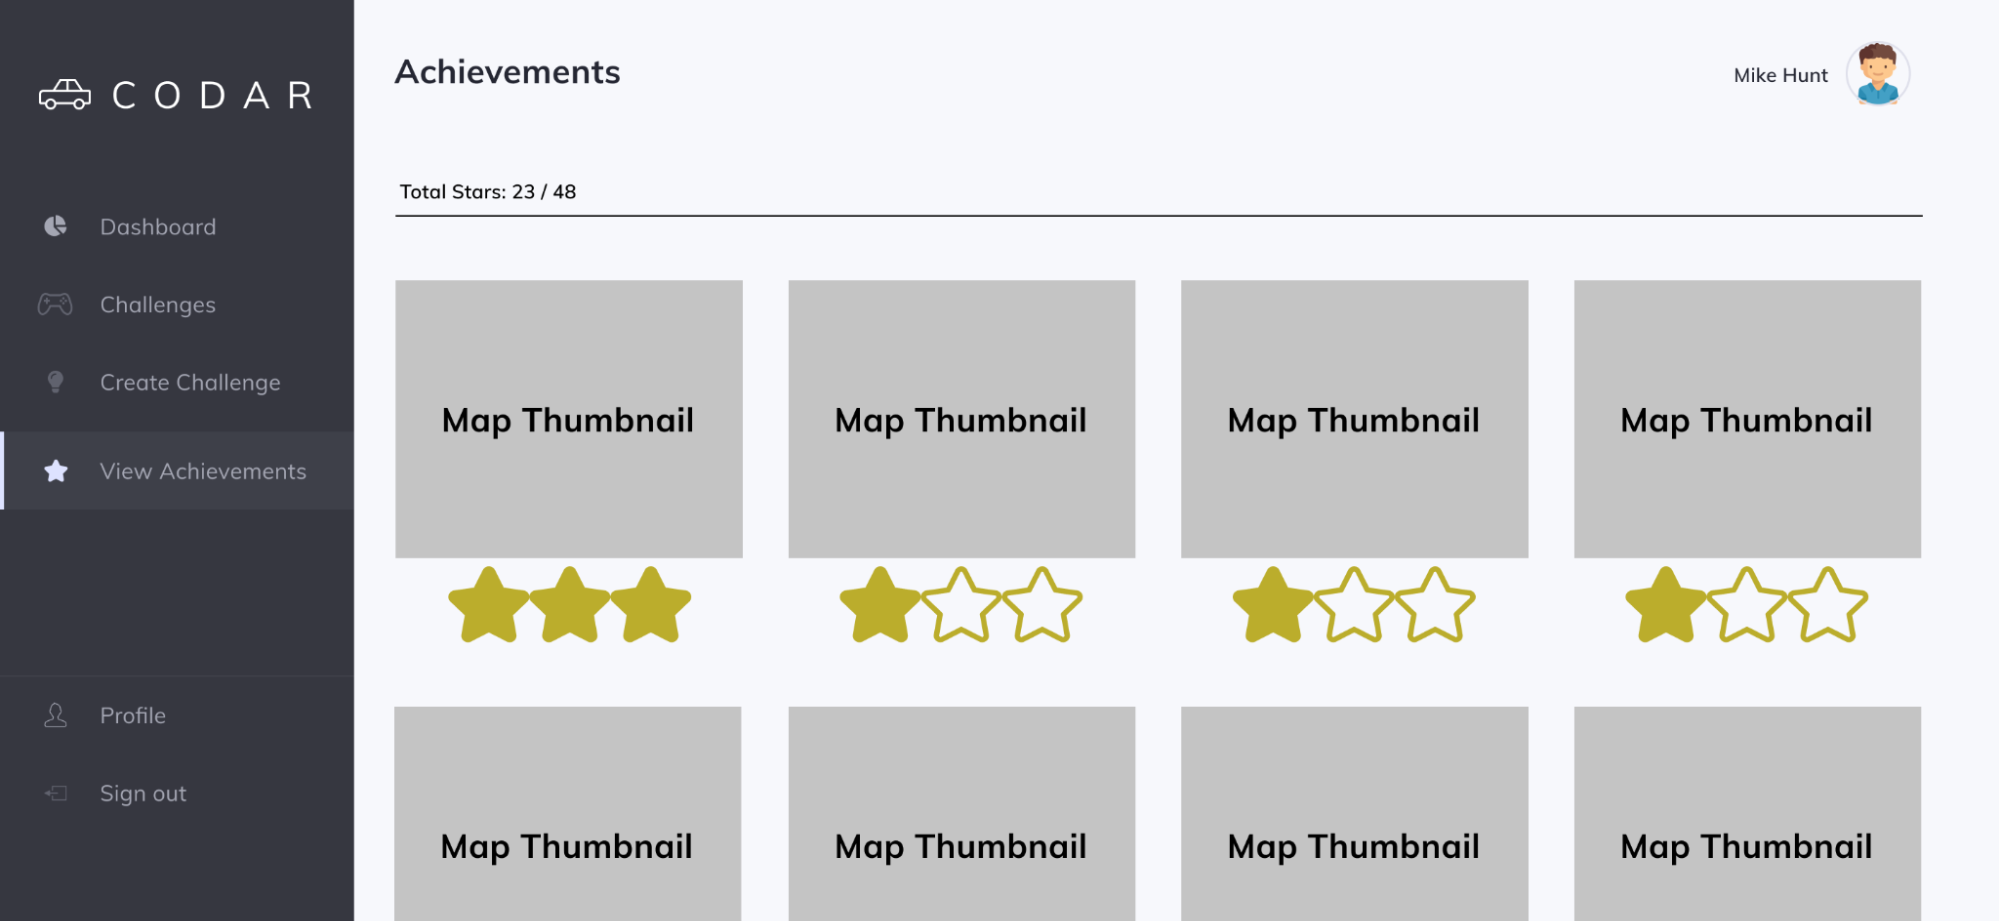 CODAR
Dashboard
Challenges
Create Challenge
View Achievements
Profile
Sign out
Achievements
Mike Hunt
Total Stars: 23 / 48
Map Thumbnail
Map Thumbnail
Map Thumbnail
Map Thumbnail
Map Thumbnail
Map Thumbnail
Map Thumbnail
Map Thumbnail